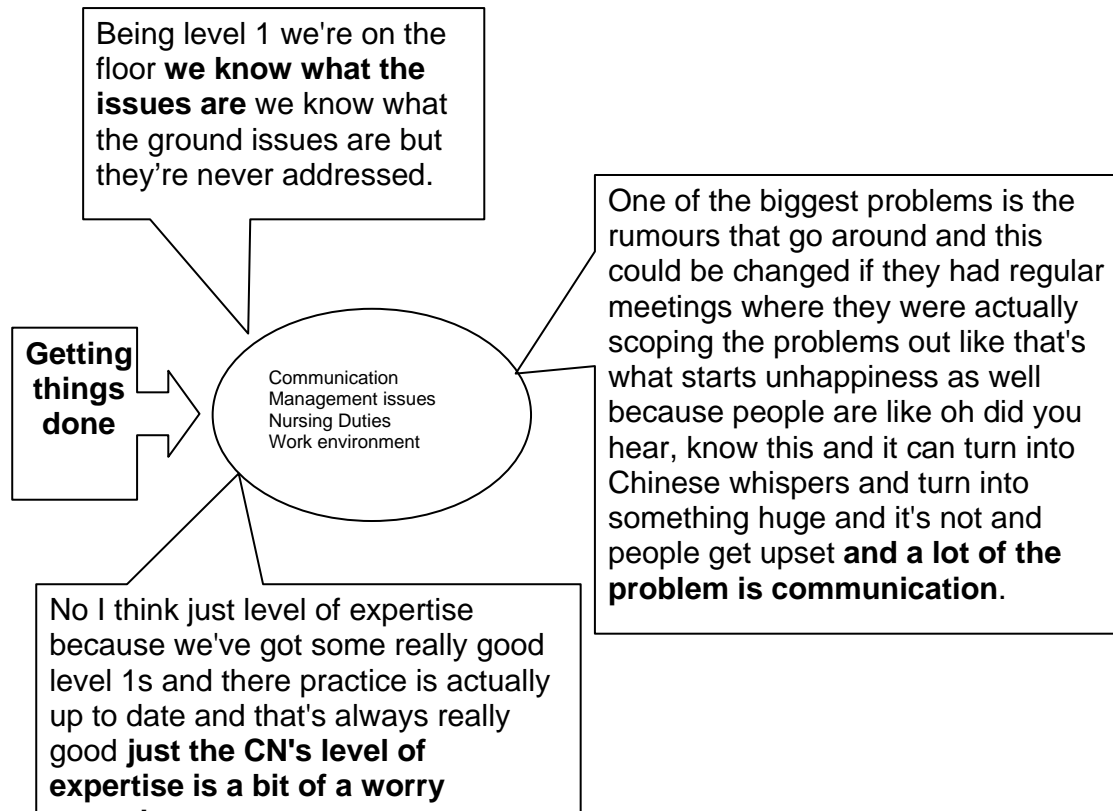 Being level 1 we're on the
floor we know what the
issues are we know what
the ground issues are but
they're never addressed.
One of the biggest problems is the
rumours that go around and this
could be changed if they had regular
meetings where they were actually
scoping the problems out like that's
what starts unhappiness as well
because people are like oh did you
hear, know this and it can turn into
Chinese whispers and turn into
something huge and it's not and
people get upset and a lot of the
problem is communication.
Getting
things
done
Communication
Management issues
Nursing Duties
Work environment
No I think just level of expertise
because we've got some really good
level 1s and there practice is actually
up to date and that's always really
good just the CN's level of
expertise is a bit of a worry